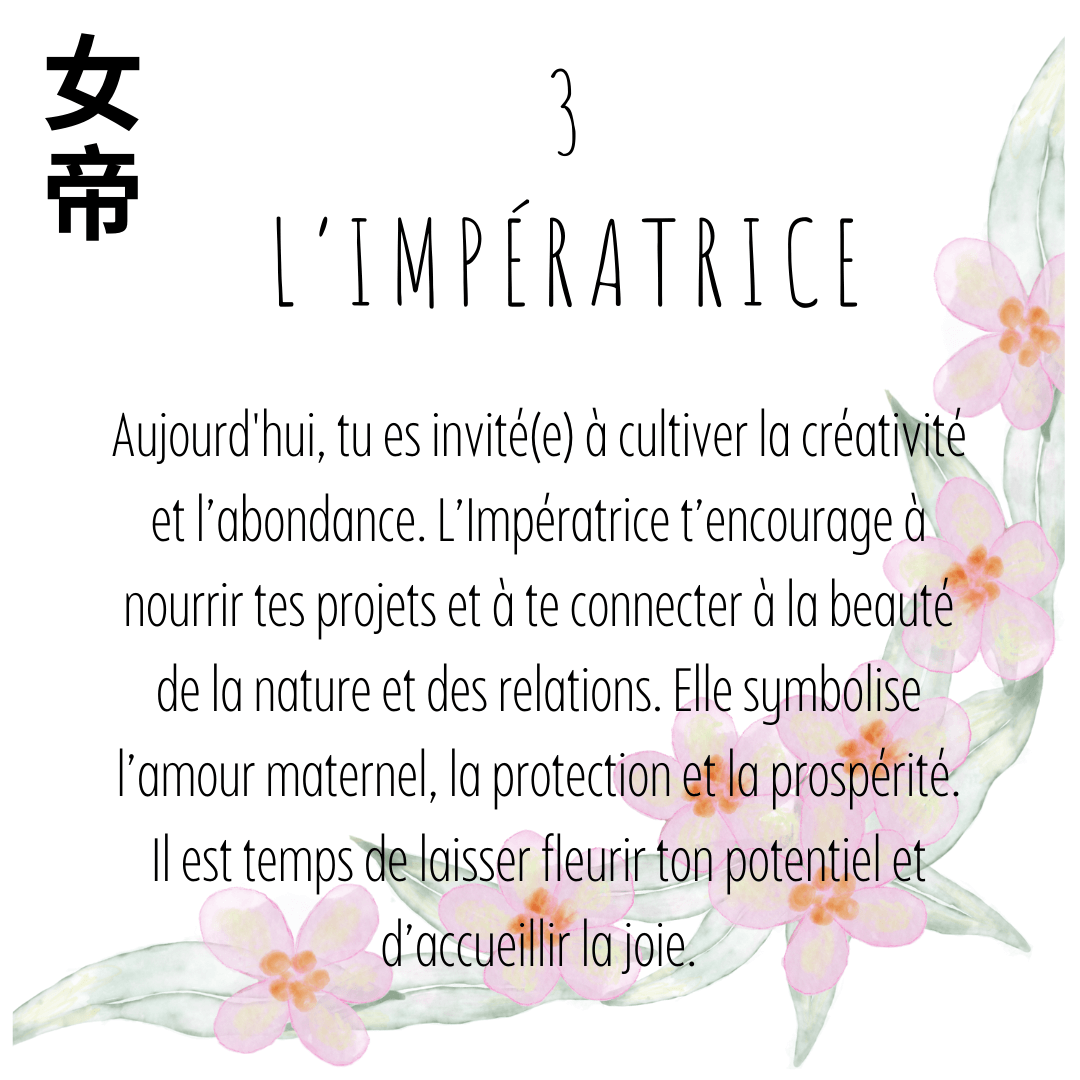 女帝
3
L’IMPÉRATRICE
Aujourd'hui, tu es invité(e) à cultiver la créativité
et l’abondance. L’Impératrice t’encourage à
nourrir tes projets et à te connecter à la beauté
de la nature et des relations. Elle symbolise
l’amour maternel, la protection et la prospérité.
Il est temps de laisser fleurir ton potentiel et
d’accueillir la joie.